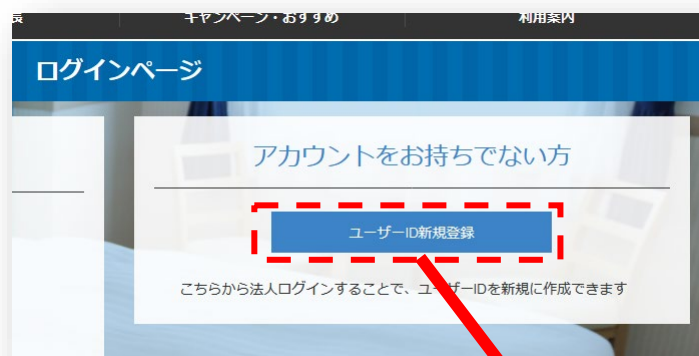 長 キャンペーン・おすすめ 利用案内
ログインページ
アカウントをお持ちでない方
ユーザーID新規登録
こちらから法人ログインすることで、ユーザーIDを新規に作成できます